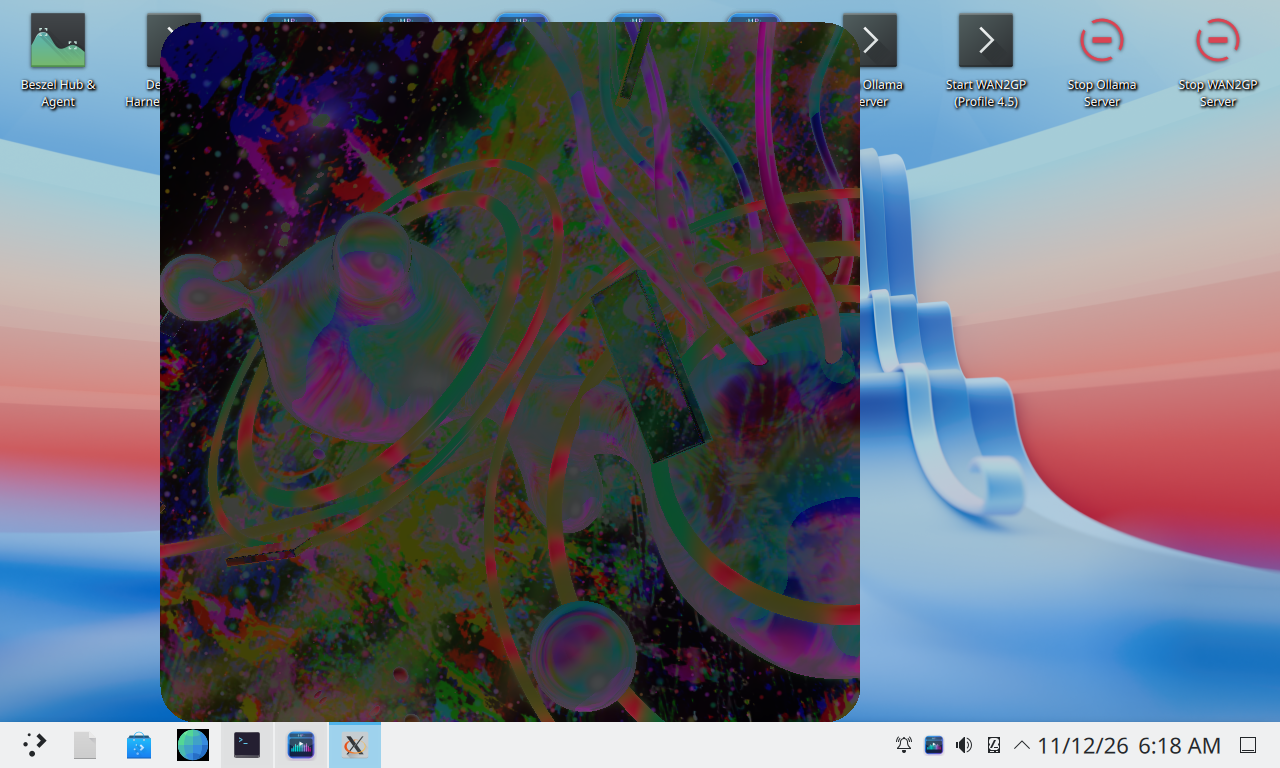 Beszel Hub &
Agent
De
Harne
Ollama
erver
Start WAN2GP
(Profile 4.5)
Stop Ollama
Server
Stop WAN2GP
Server
11/12/26 6:18 AM